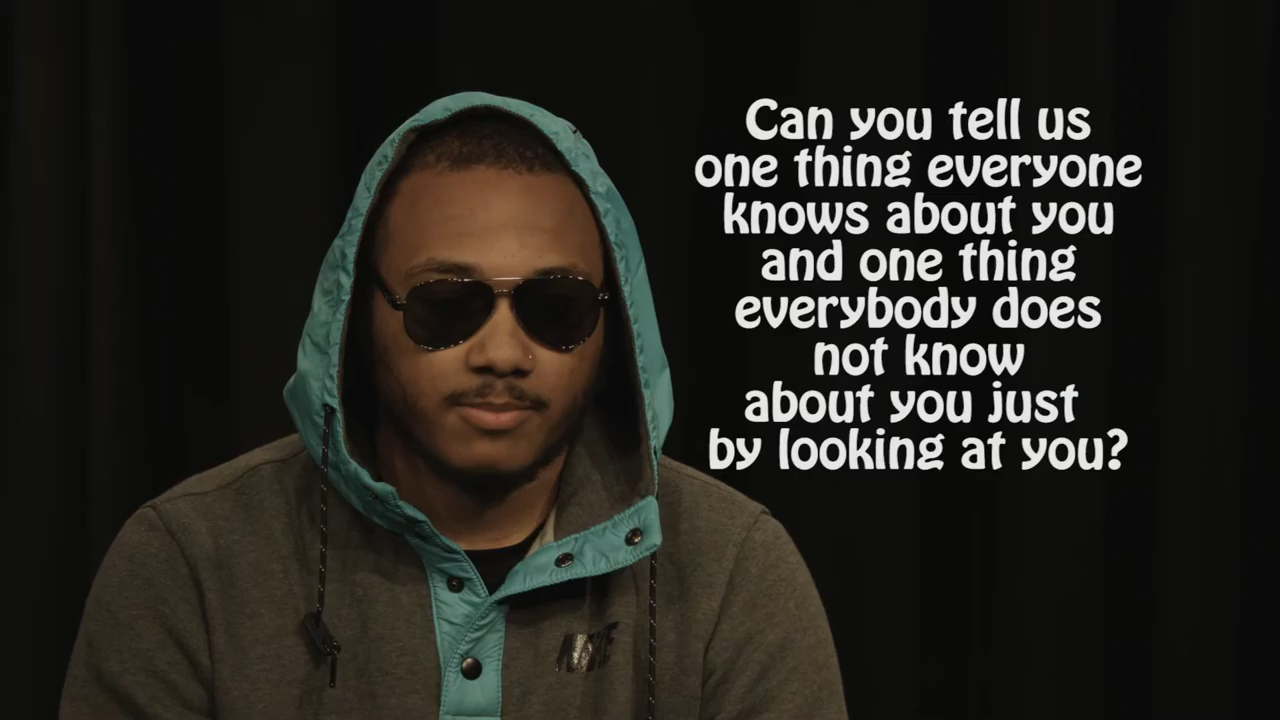 Can you tell us
one thing everyone
knows about you
and one thing
everybody does
not know
about you just
by looking at you?
NIKE